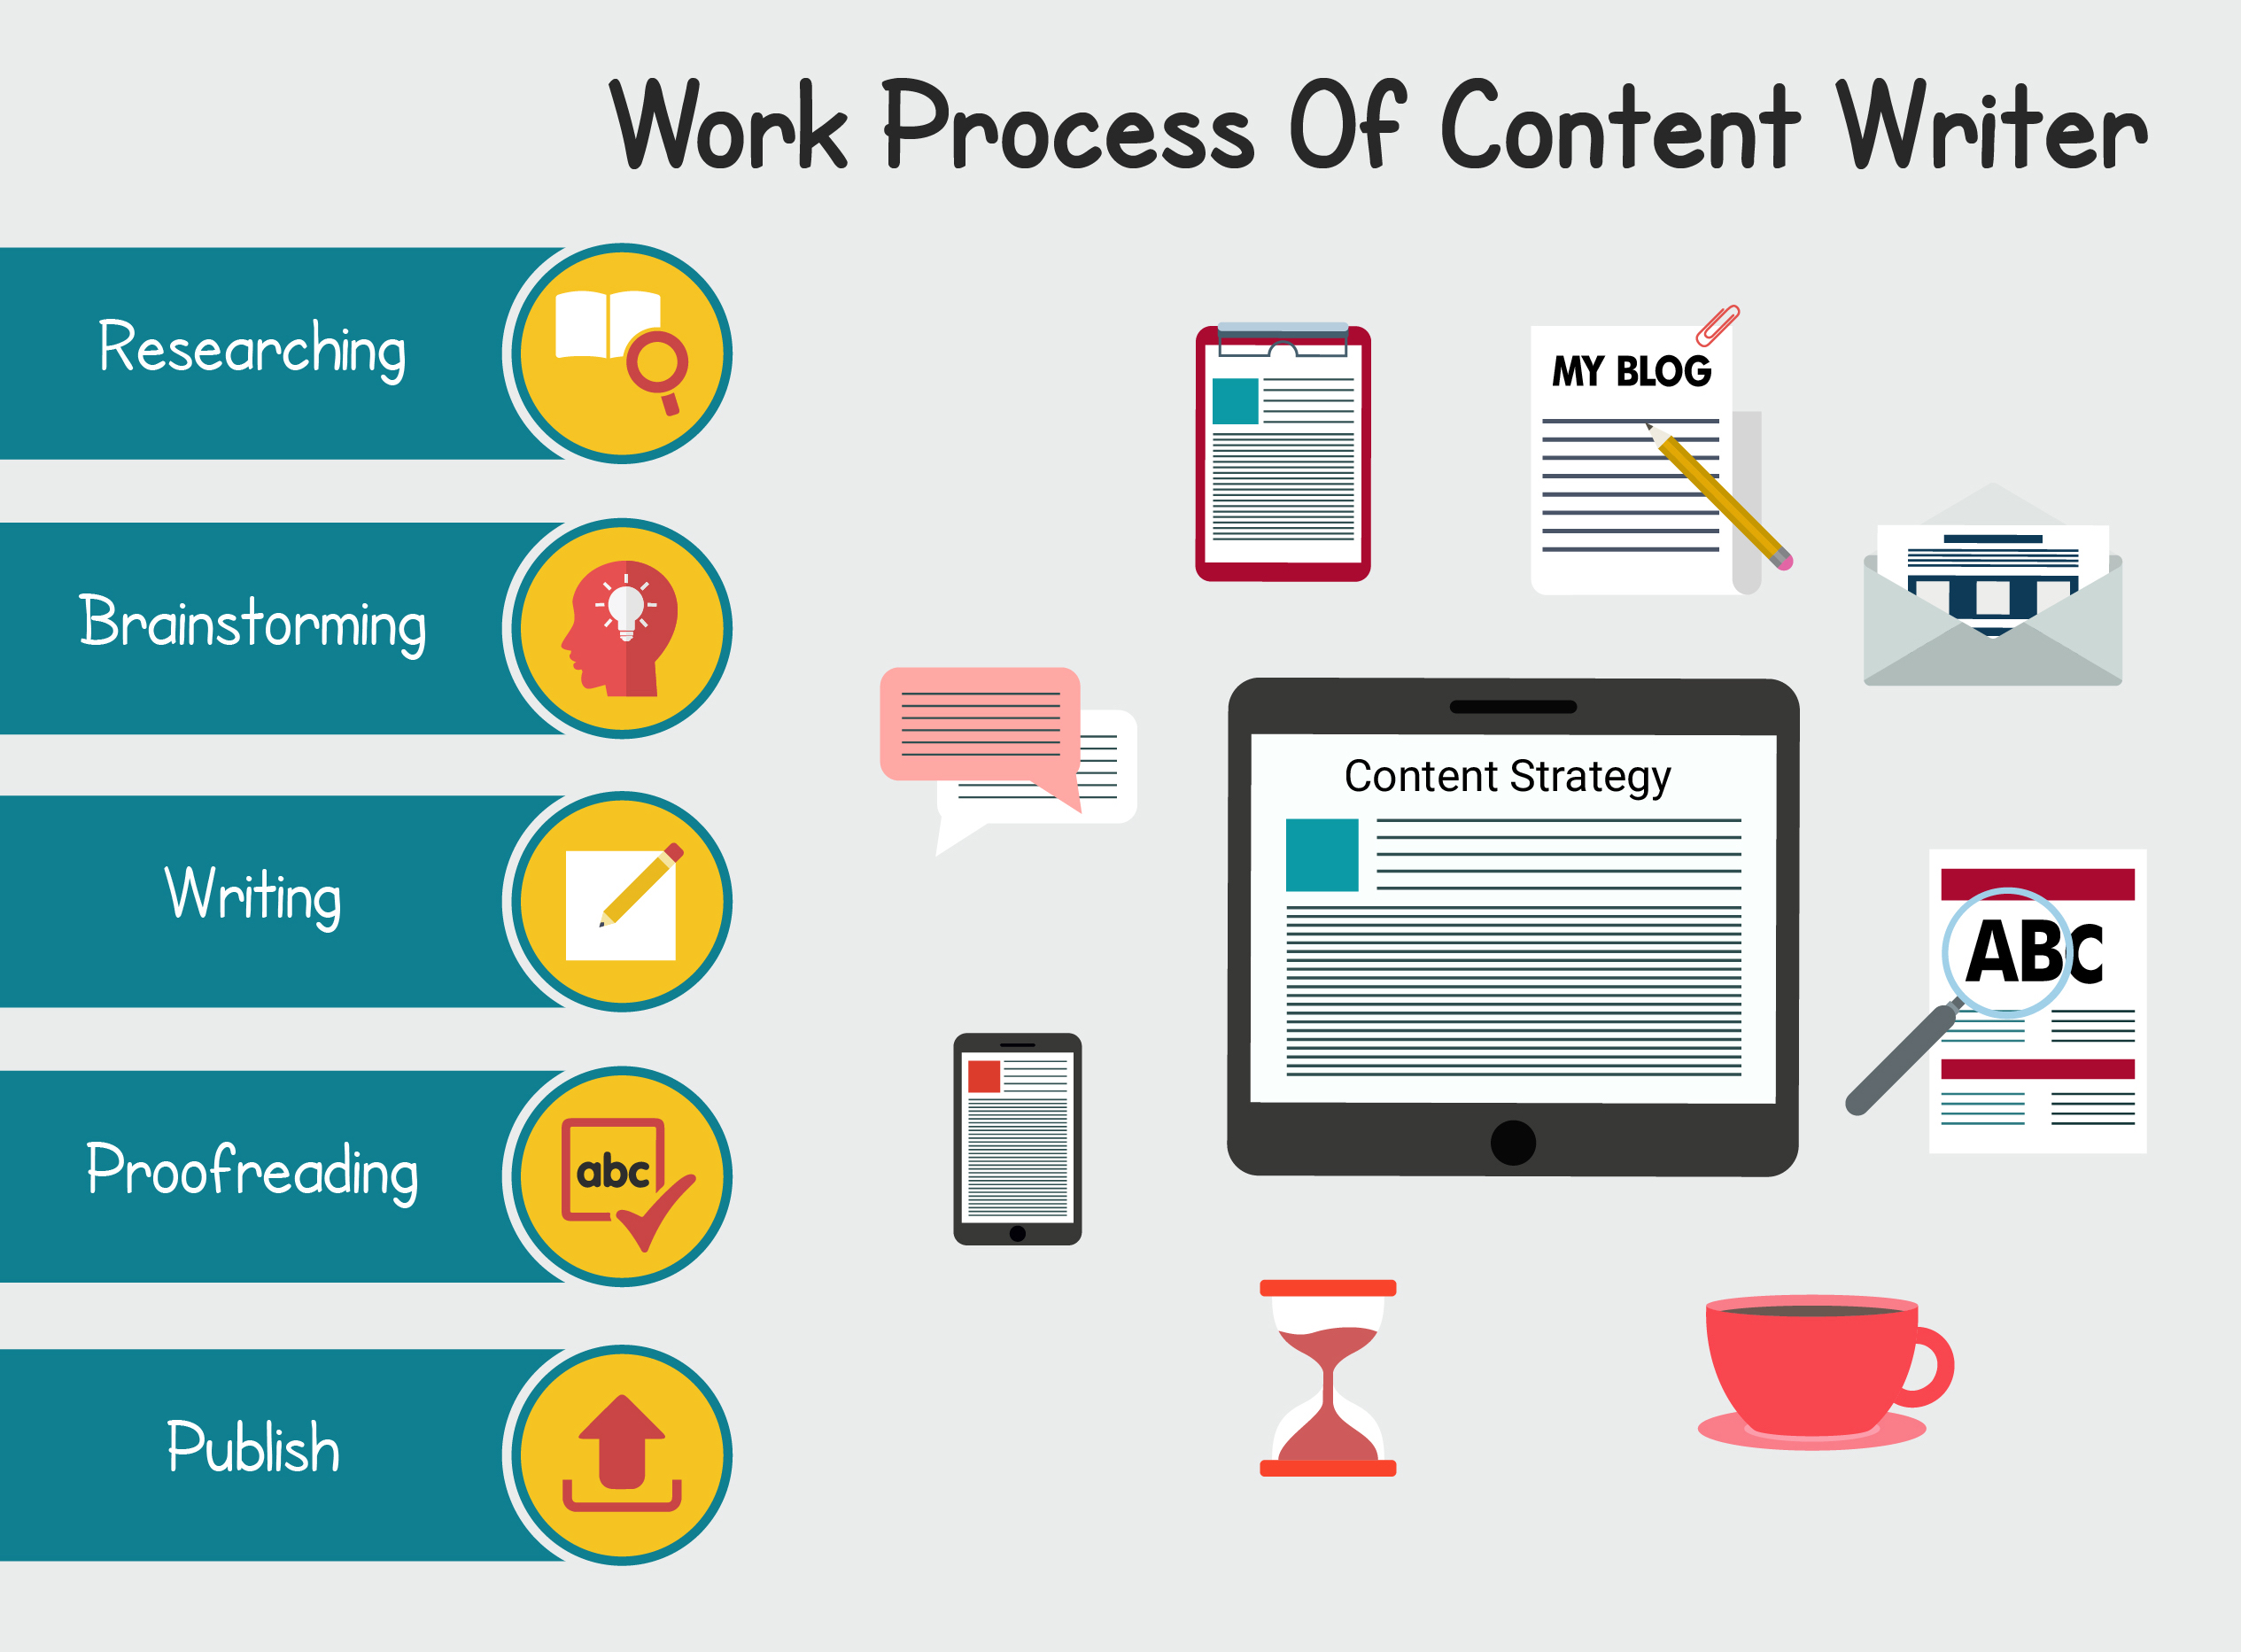 Work Process Of Content Writer
Researching
Brainstorming
Writing
Proofreading
abc
Publish
MY BLOG
Content Strategy
ABC